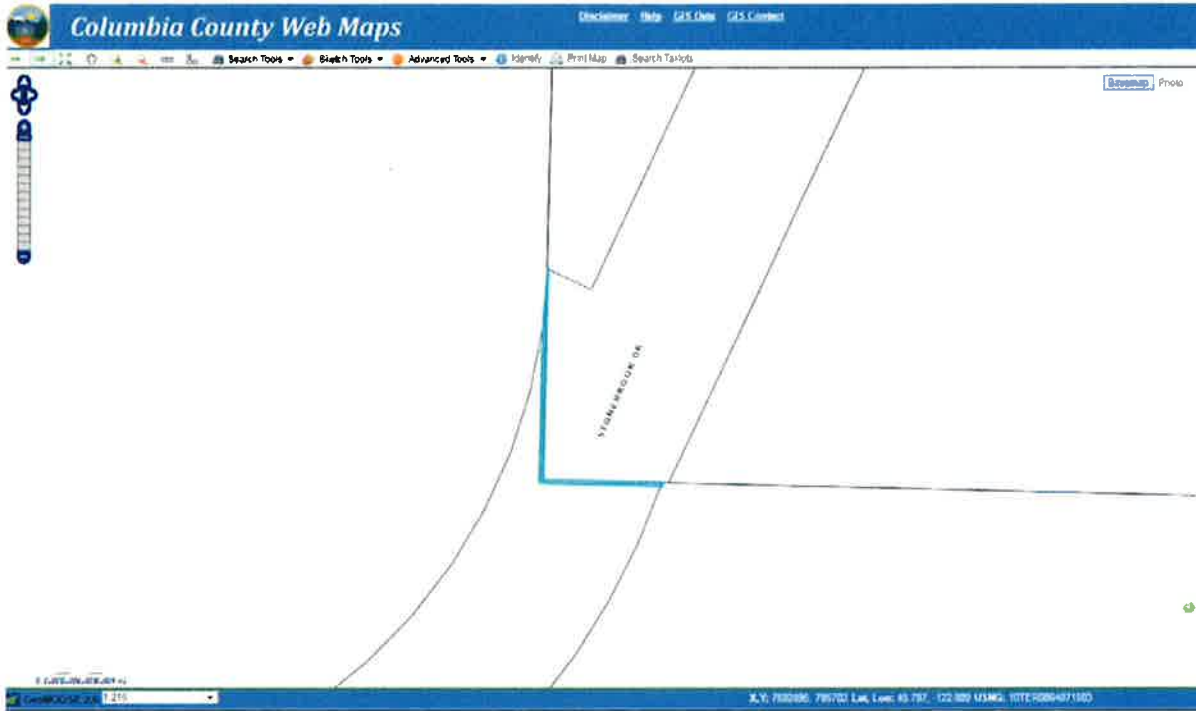 Columbia County Web Maps
Disclaimer Help GIS Data GIS Contact
Search Tools Sketch Tools Advanced Tools Identify Print Map Search Taxlots
Basemap Photo
STONEBROOK DR
GeoMOOSE